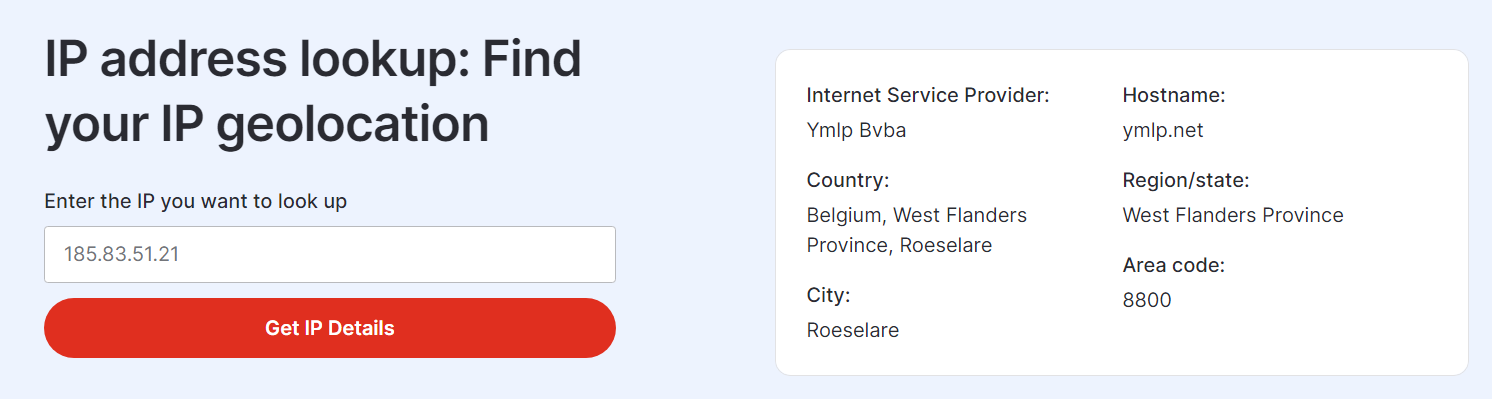 IP address lookup: Find
your IP geolocation
Enter the IP you want to look up
185.83.51.21
Get IP Details
Internet Service Provider:
Ymlp Bvba
Country:
Belgium, West Flanders
Province, Roeselare
City:
Roeselare
Hostname:
ymlp.net
Region/state:
West Flanders Province
Area code:
8800